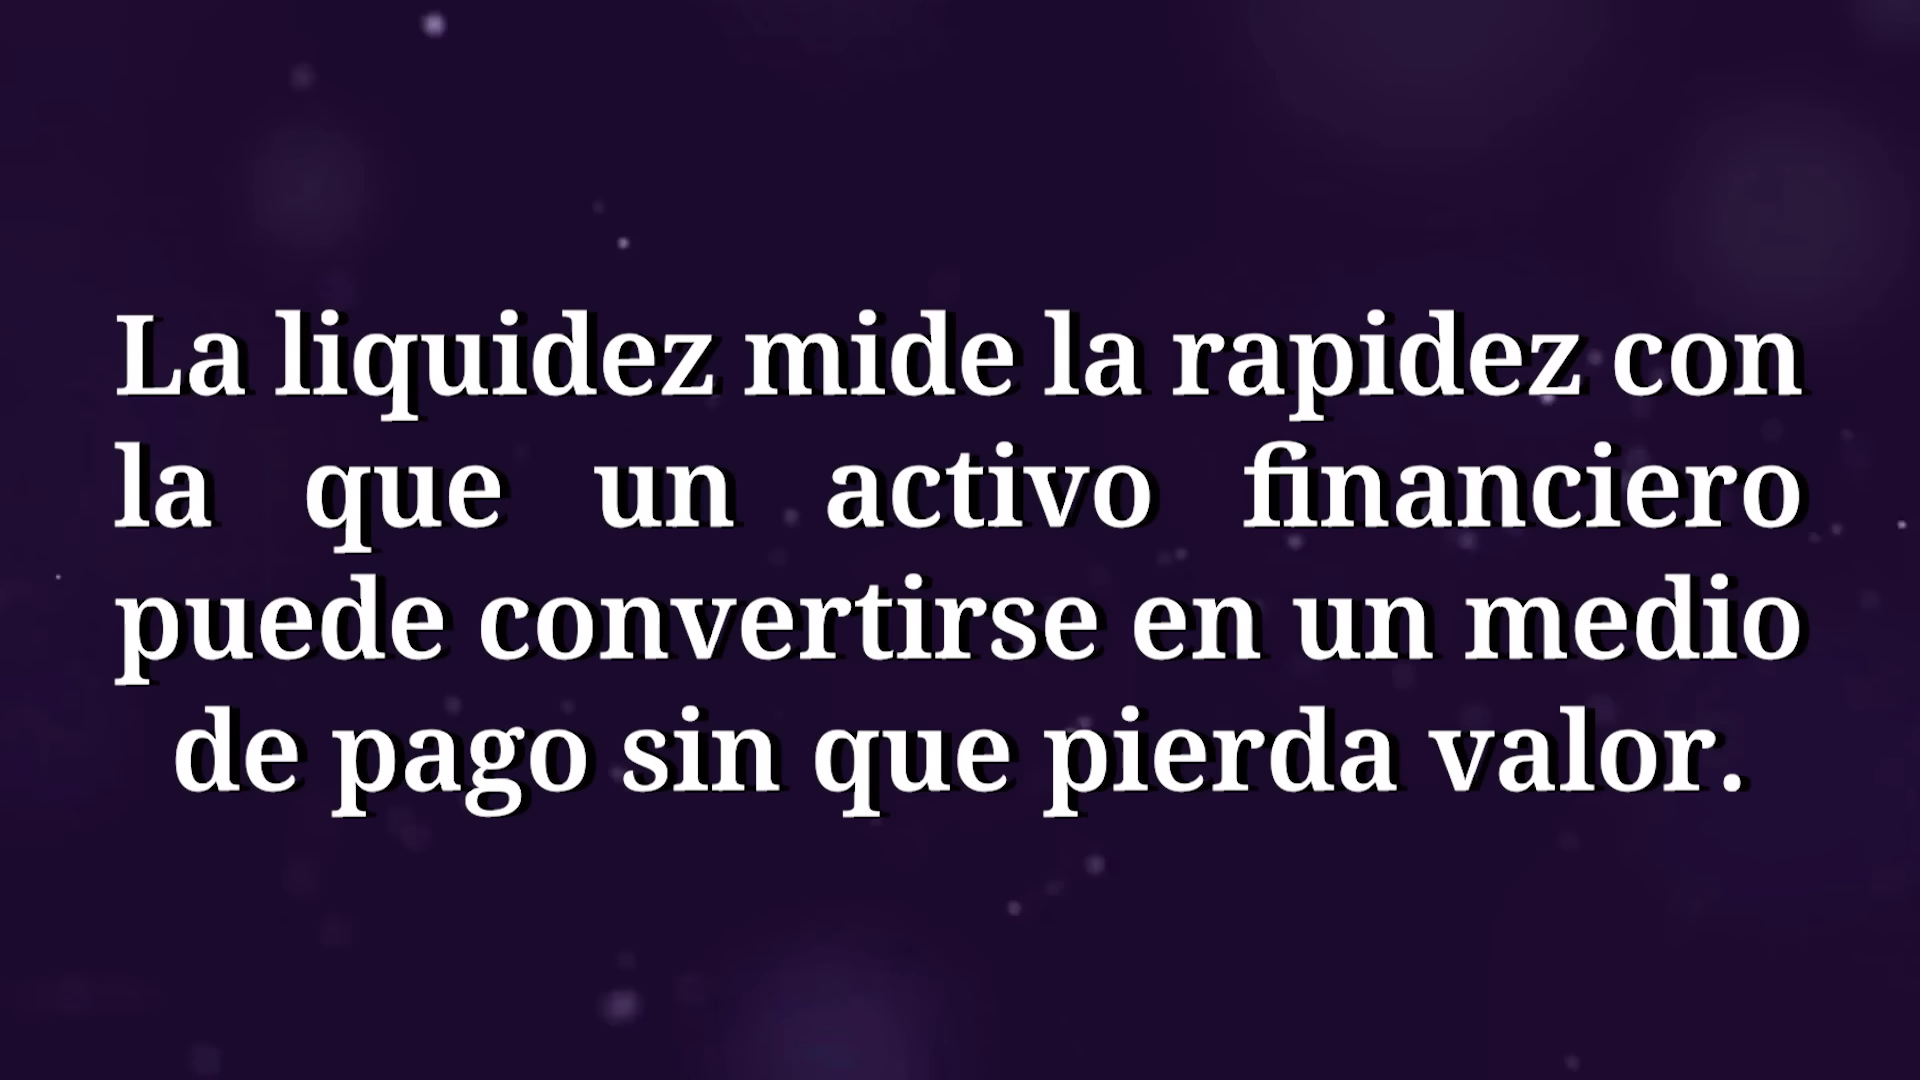 La liquidez mide la rapidez con
la que un activo financiero
puede convertirse en un medio
de pago sin que pierda valor.